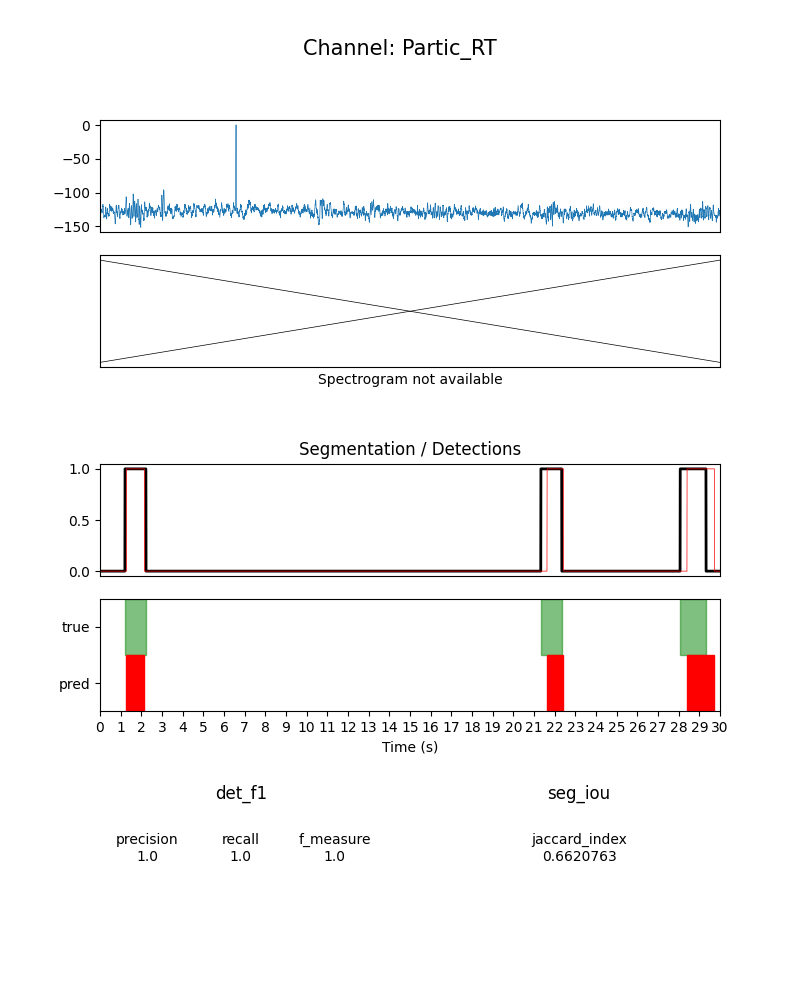 Channel: Partic_RT
0
−50
−100
−150
Spectrogram not available
Segmentation / Detections
1.0
0.5
0.0
true
pred
0 1 2 3 4 5 6 7 8 9 10 11 12 13 14 15 16 17 18 19 20 21 22 23 24 25 26 27 28 29 30
Time (s)
det_f1 seg_iou
precision recall f_measure jaccard_index
1.0 1.0 1.0 0.6620763